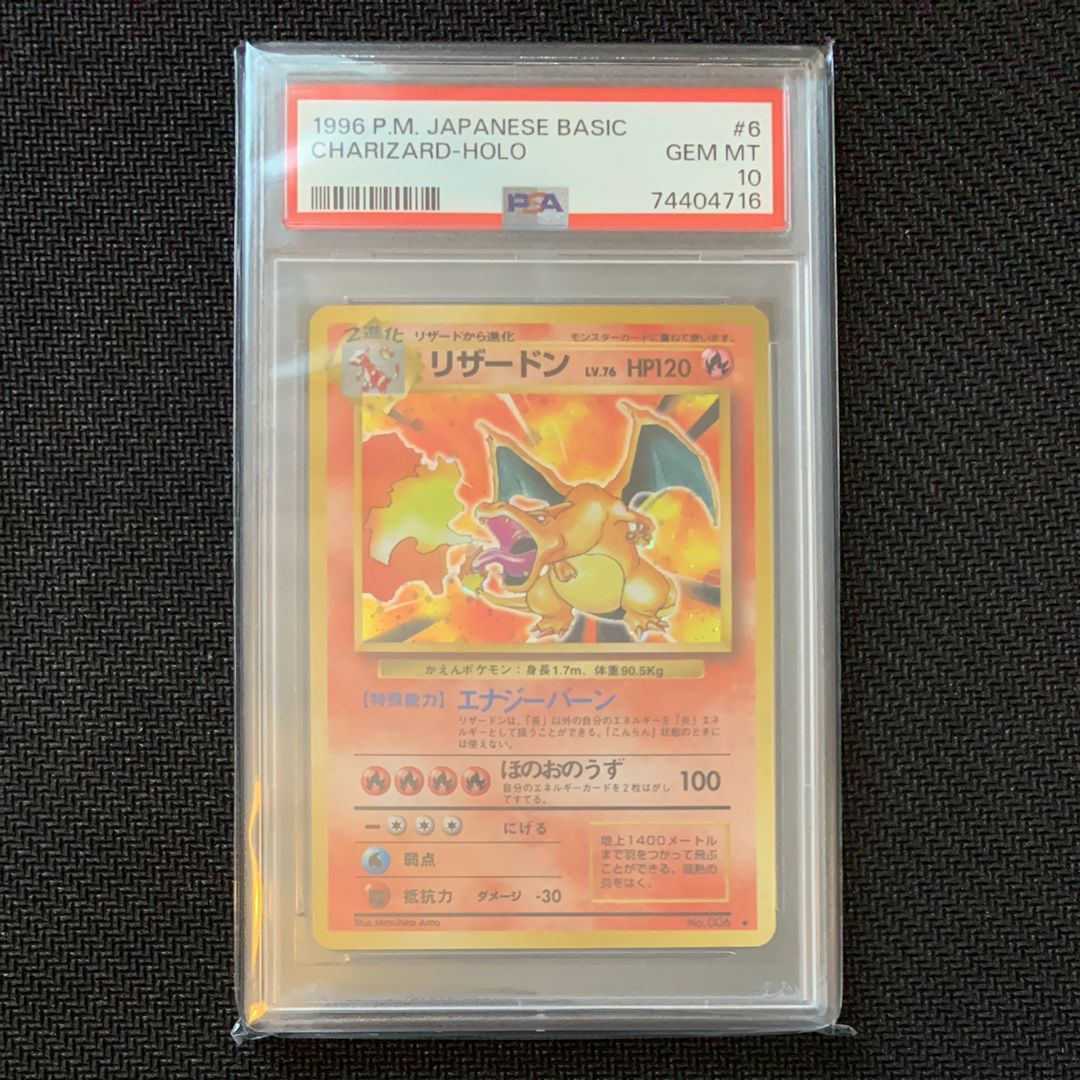 1996 P.M. JAPANESE BASIC #6
CHARIZARD-HOLO GEM MT
10
PSA 74404716
2進化 リザードから進化 モンスターカードに重ねて使います。
リザードン LV.76 HP120
かえんポケモン：身長1.7m、体重90.5Kg
【特殊能力】エナジーバーン
リザードンは、「炎」以外の自分のエネルギーを「炎」エネ
ルギーとして扱うことができる。「こんらん」状態のときに
は使えない。
ほのおのうず 100
自分のエネルギーカードを2枚はがし
てすてる。
にげる
弱点
抵抗力 ダメージ -30
地上1400メートル
まで羽をつかって飛ぶ
ことができる。高熱の
炎をはく。
Illus.Mitsuhiro Arita No. 006